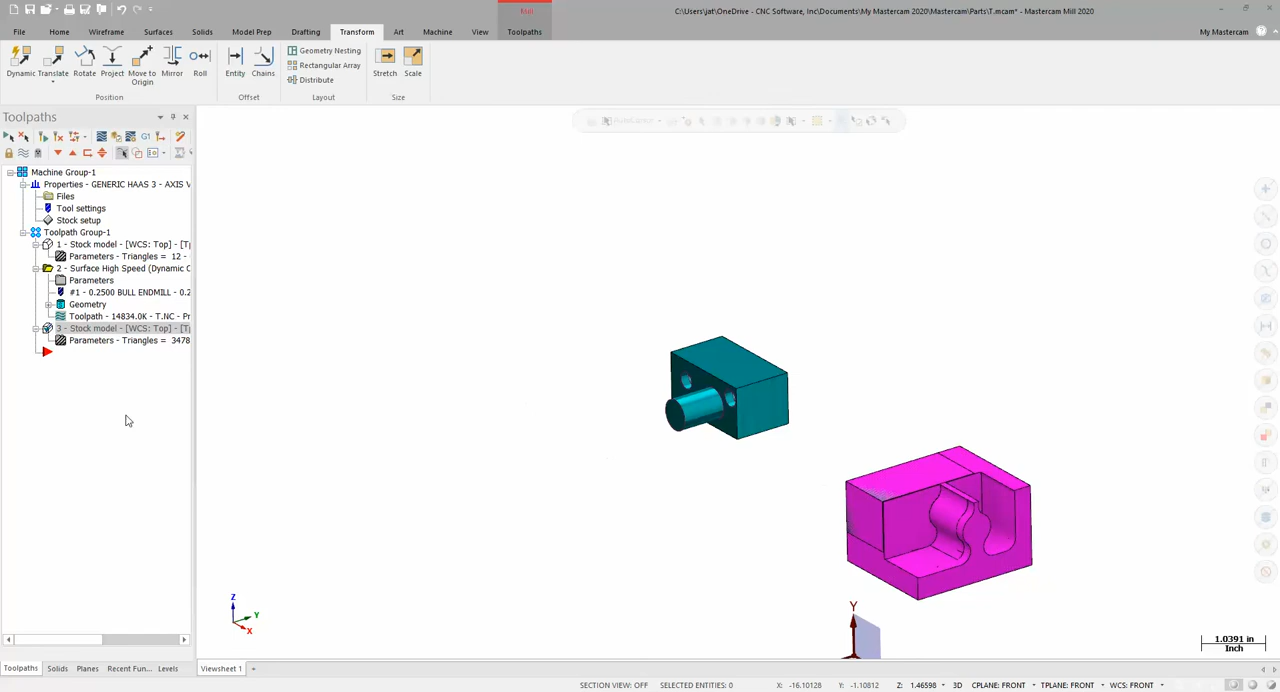 Mill
C:\Users\jat\OneDrive - CNC Software, Inc\Documents\My Mastercam\Mastercam\Parts\T.mcam* - Mastercam Mill 2020
File Home Wireframe Surfaces Solids Model Prep Drafting Transform Art Machine View Toolpaths My Mastercam
Dynamic Translate Rotate Project Move to Origin Mirror Roll
Entity Chains
Geometry Nesting
Rectangular Array
Distribute
Stretch Scale
Position Offset Layout Size
Toolpaths
AutoCursor
G1
Machine Group-1
Properties - GENERIC HAAS 3 - AXIS V
Files
Tool settings
Stock setup
Toolpath Group-1
1 - Stock model - [WCS: Top] - [T
Parameters - Triangles = 12 -
2 - Surface High Speed (Dynamic C
Parameters
#1 - 0.2500 BULL ENDMILL - 0.2
Geometry
Toolpath - 14834.0K - T.NC - Pr
3 - Stock model - [WCS: Top] - [T
Parameters - Triangles = 3478
Z
Y
X
Y
1.0391 in
Inch
Toolpaths Solids Planes Recent Fun... Levels Viewsheet 1 +
SECTION VIEW: OFF SELECTED ENTITIES: 0 X: -16.10128 Y: -1.10812 Z: 1.46598 3D CPLANE: FRONT TPLANE: FRONT WCS: FRONT